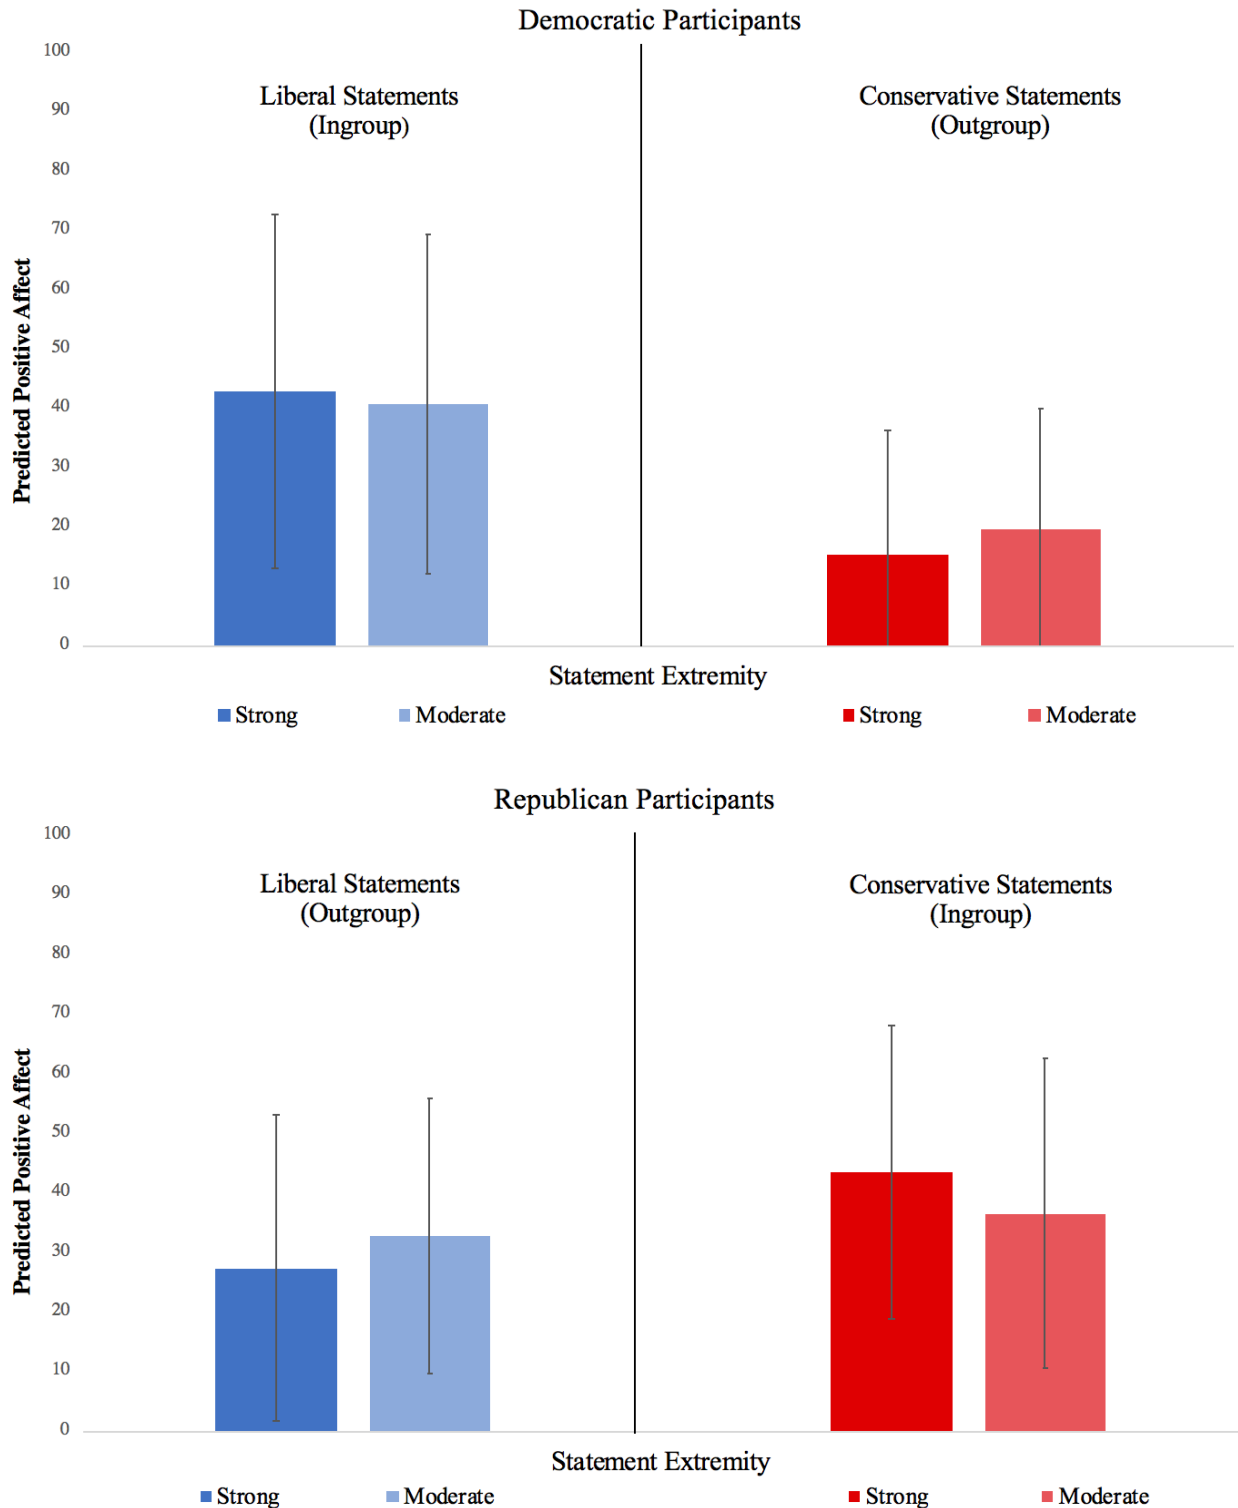 Democratic Participants
Liberal Statements
(Ingroup)
Conservative Statements
(Outgroup)
Predicted Positive Affect
100
90
80
70
60
50
40
30
20
10
0
Statement Extremity
Strong
Moderate
Strong
Moderate
Republican Participants
Liberal Statements
(Outgroup)
Conservative Statements
(Ingroup)
Predicted Positive Affect
100
90
80
70
60
50
40
30
20
10
0
Statement Extremity
Strong
Moderate
Strong
Moderate